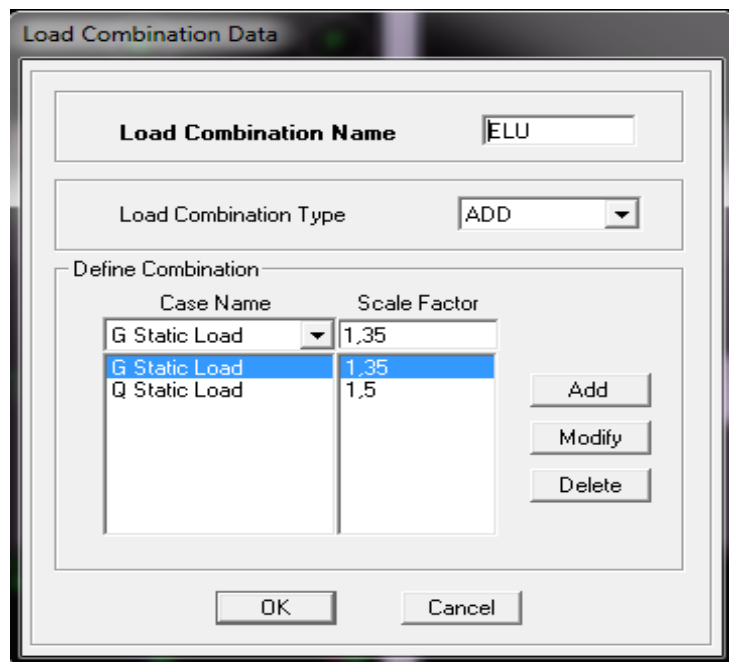 Load Combination Data
Load Combination Name ELU
Load Combination Type ADD
Define Combination
Case Name Scale Factor
G Static Load 1,35
G Static Load 1,35
Q Static Load 1,5
Add
Modify
Delete
OK Cancel